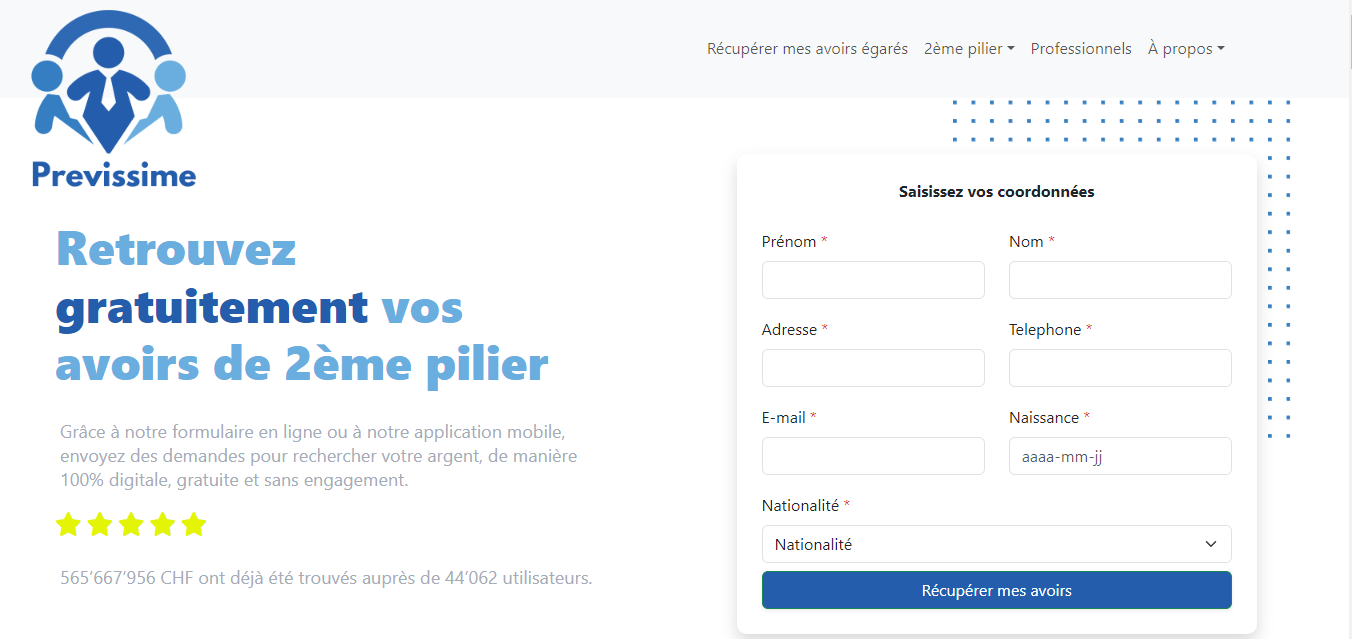 Récupérer mes avoirs égarés 2ème pilier Professionnels À propos
Previssime
Retrouvez
gratuitement vos
avoirs de 2ème pilier
Grâce à notre formulaire en ligne ou à notre application mobile,
envoyez des demandes pour rechercher votre argent, de manière
100% digitale, gratuite et sans engagement.
565’667’956 CHF ont déjà été trouvés auprès de 44’062 utilisateurs.
Saisissez vos coordonnées
Prénom * Nom *
Adresse * Telephone *
E-mail * Naissance *
aaaa-mm-jj
Nationalité *
Nationalité
Récupérer mes avoirs